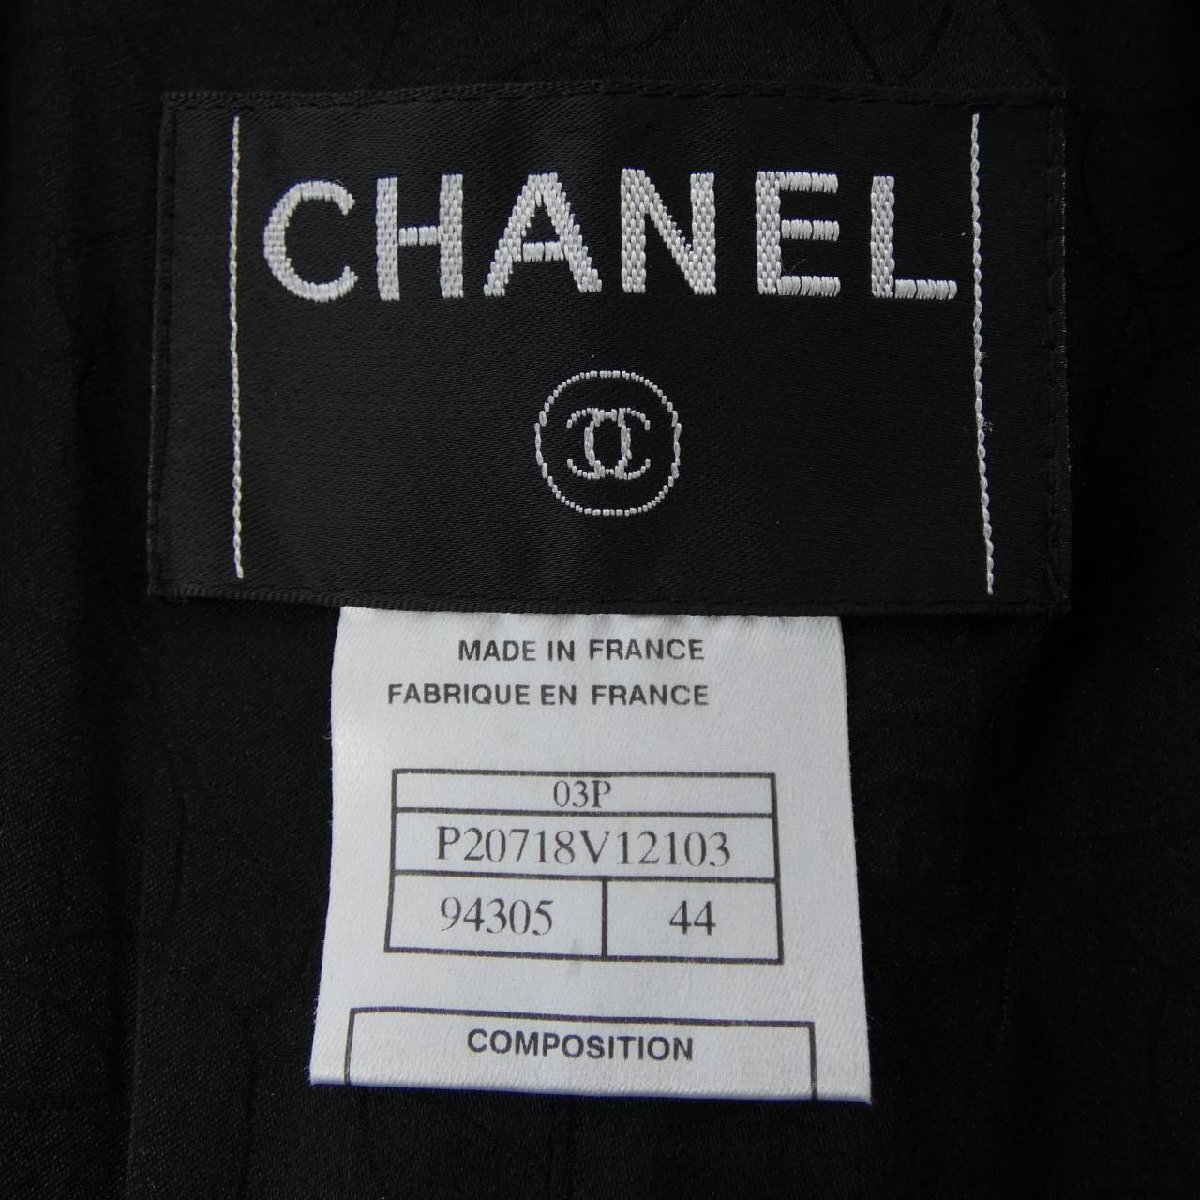 CHANEL
MADE IN FRANCE
FABRIQUE EN FRANCE
03P
P20718V12103
94305 44
COMPOSITION